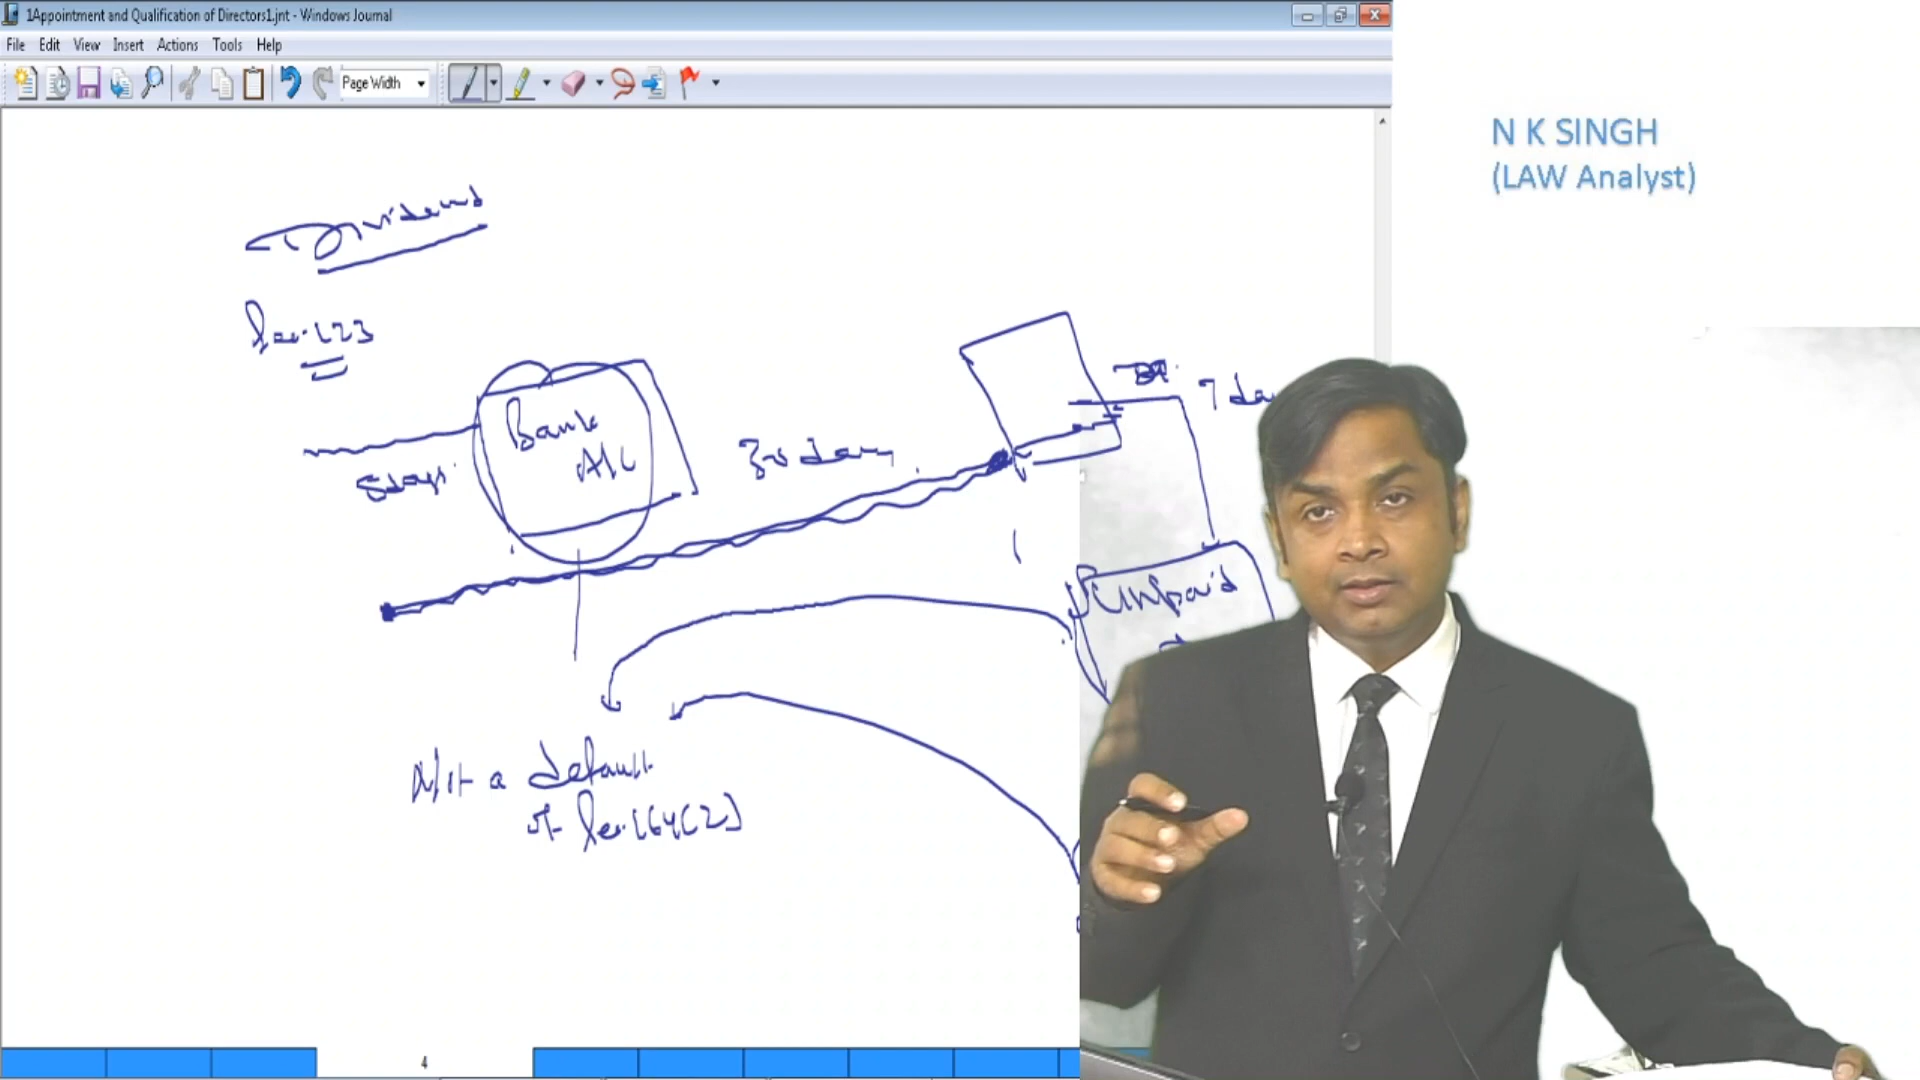 1Appointment and Qualification of Directors1.jnt - Windows Journal
File Edit View Insert Actions Tools Help
Page Width
N K SINGH
(LAW Analyst)
Dividend
Sec. 123
Bank
A/c
5 days
30 days
7 da
Unpaid
Not a default
of Sec. 164(2)
4